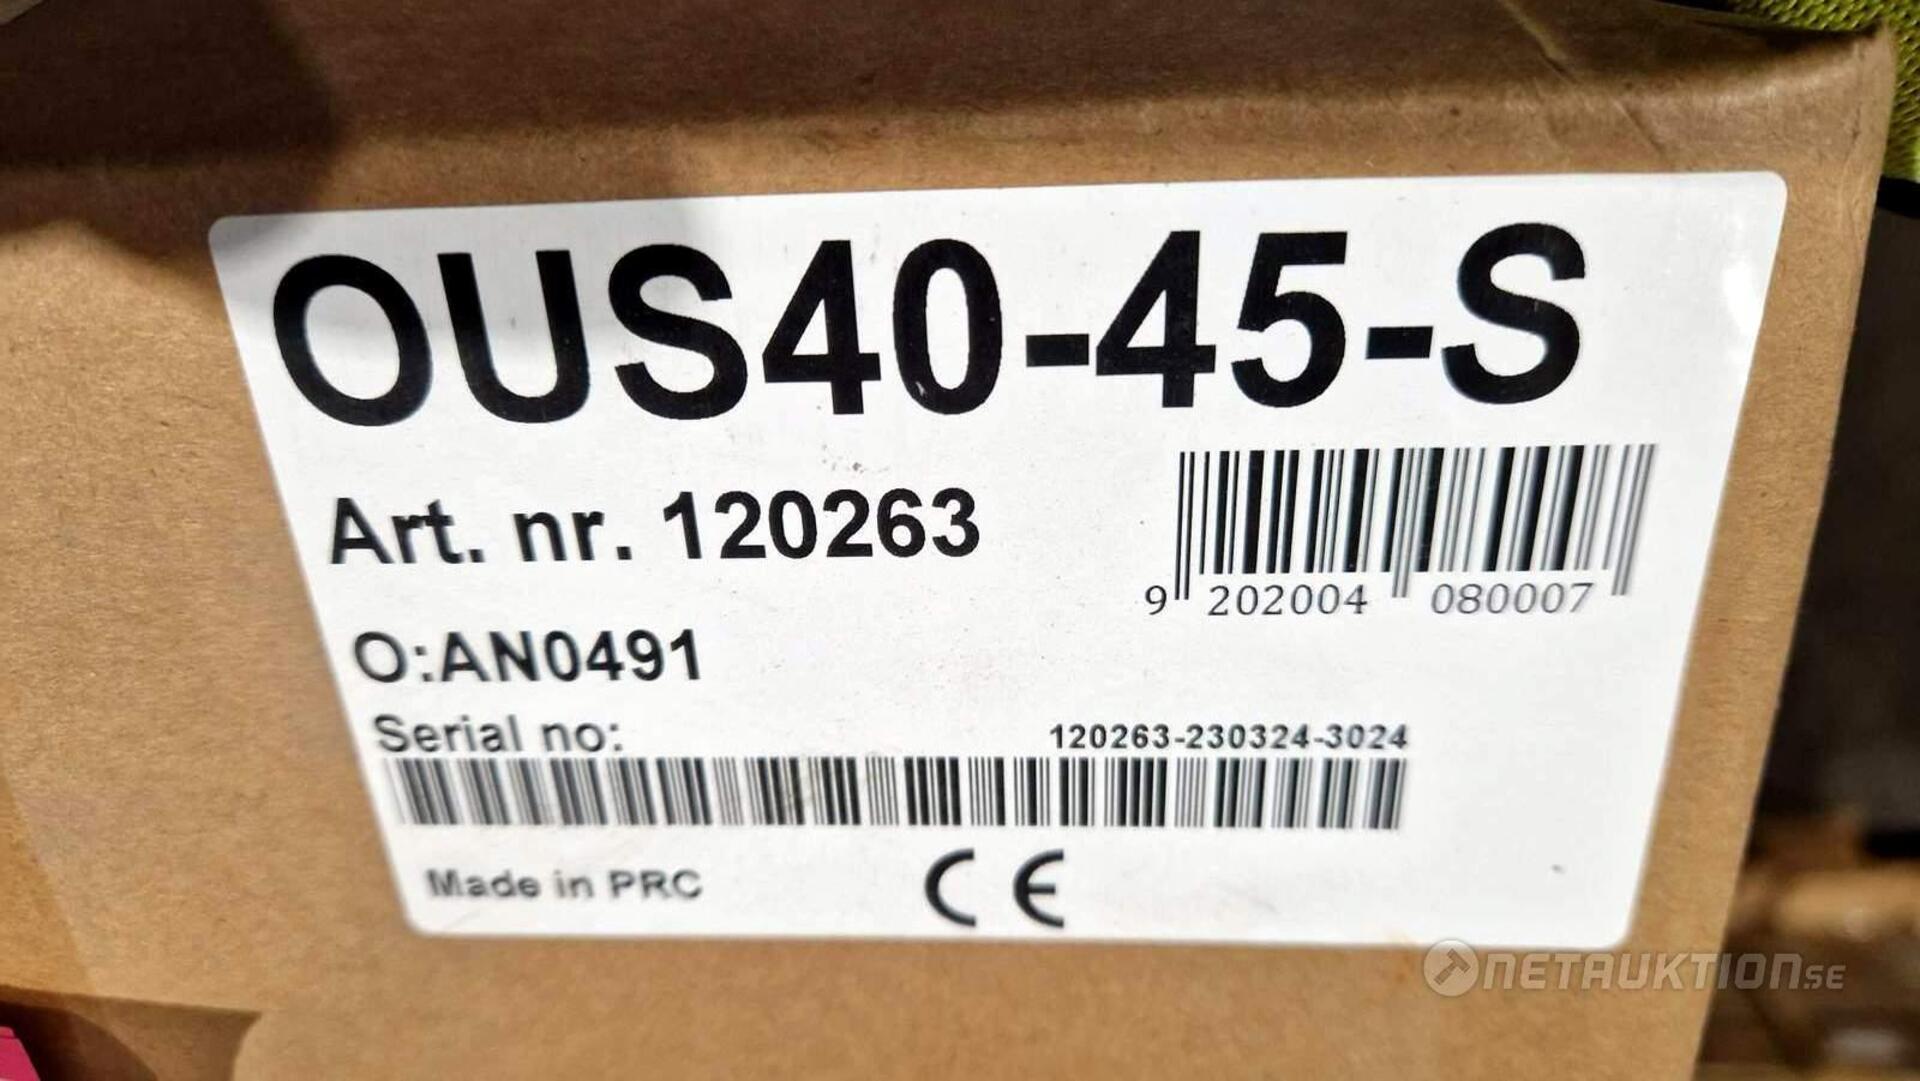 OUS40-45-S
Art. nr. 120263
9 202004 080007
O:AN0491
Serial no: 120263-230324-3024
Made in PRC CE
NETAUKTION.SE